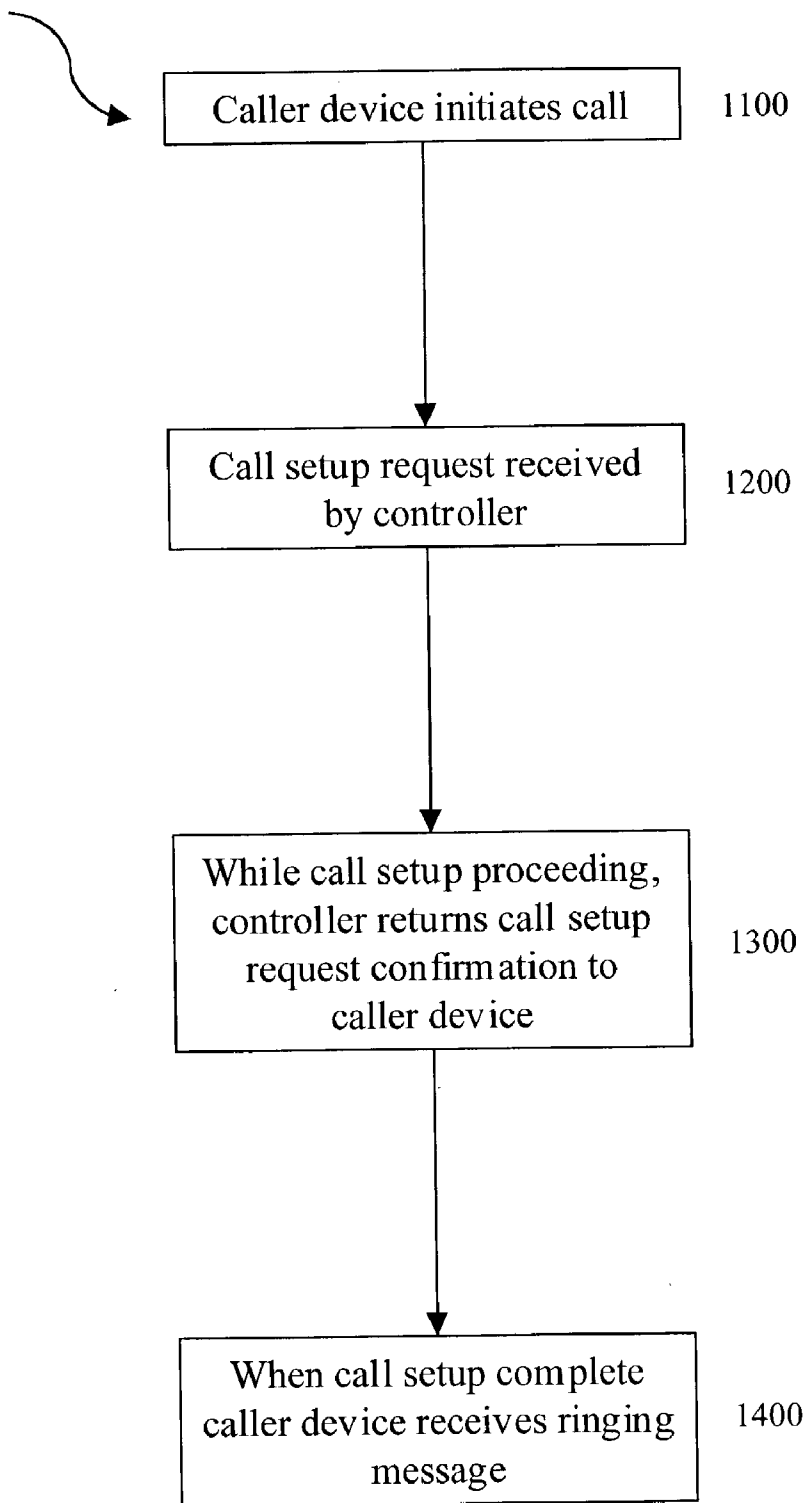 Caller device initiates call
1100
Call setup request received
by controller
1200
While call setup proceeding,
controller returns call setup
request confirmation to
caller device
1300
When call setup complete
caller device receives ringing
message
1400